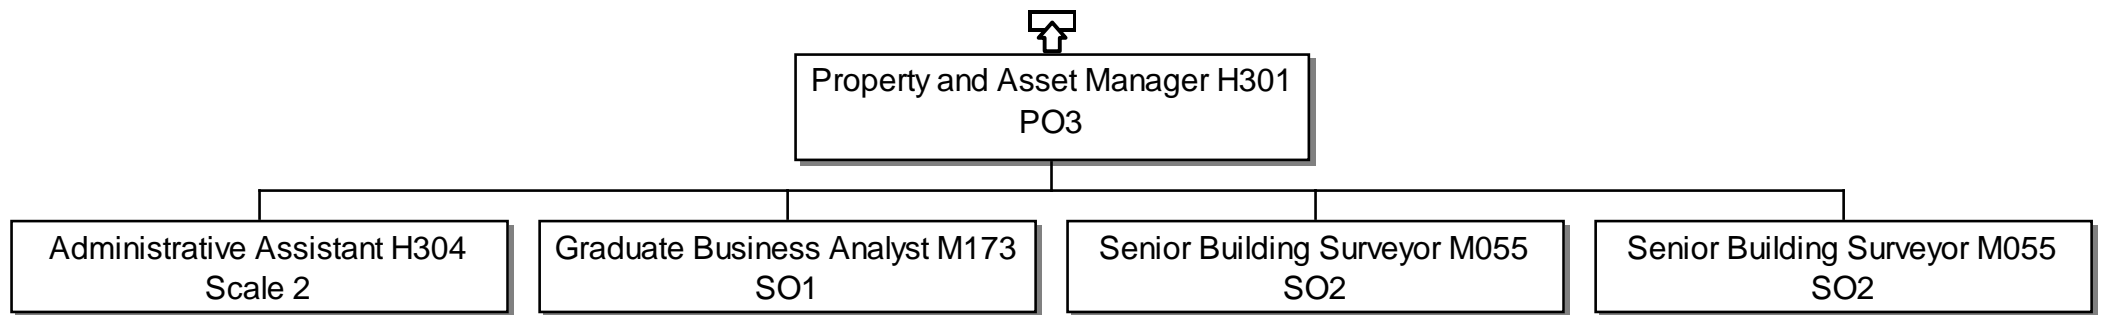 Property and Asset Manager H301
PO3
Administrative Assistant H304
Scale 2
Graduate Business Analyst M173
SO1
Senior Building Surveyor M055
SO2
Senior Building Surveyor M055
SO2